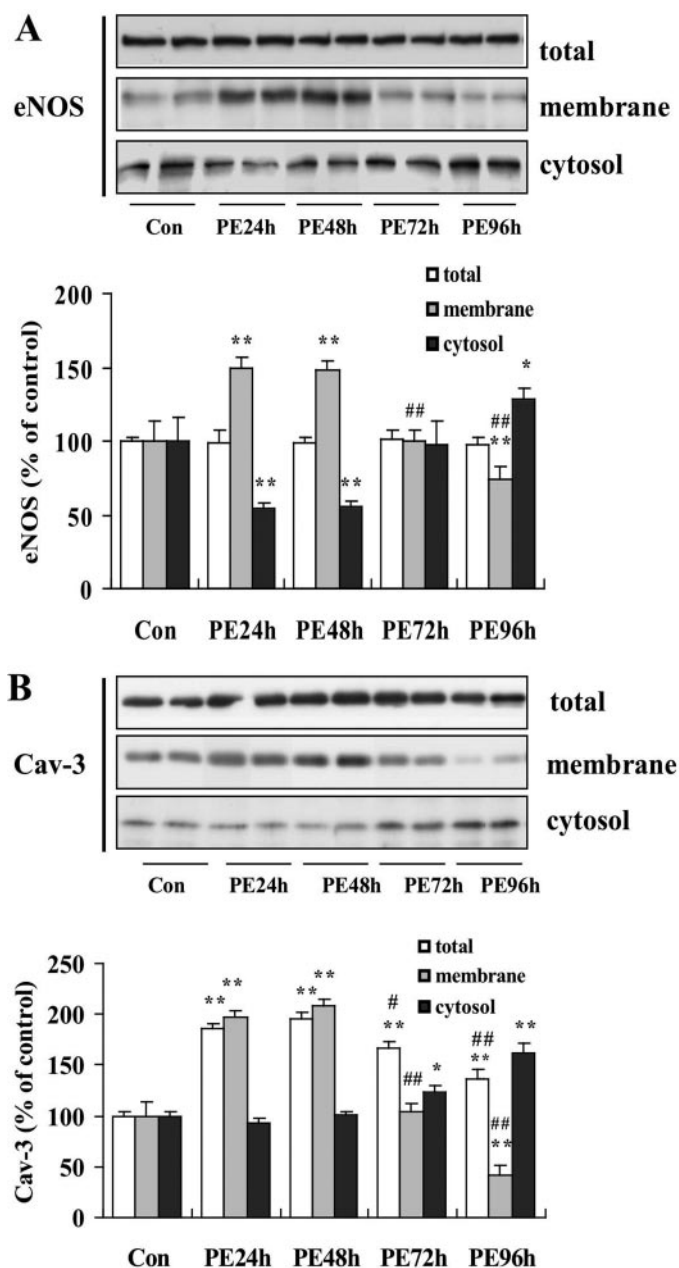 A
total
eNOS
membrane
cytosol
Con PE24h PE48h PE72h PE96h
200
150
100
50
0
eNOS (% of control)
total
membrane
cytosol
** ** ## ## *
** ** **
Con PE24h PE48h PE72h PE96h
B
total
Cav-3
membrane
cytosol
Con PE24h PE48h PE72h PE96h
250
200
150
100
50
0
Cav-3 (% of control)
total
membrane
cytosol
** ** ** ** # ** ## * ## ** ## ** **
Con PE24h PE48h PE72h PE96h